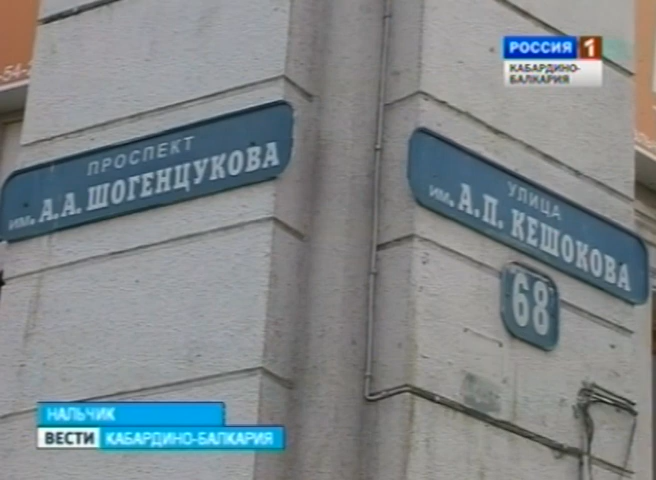 РОССИЯ 1
КАБАРДИНО-
БАЛКАРИЯ
ПРОСПЕКТ
ИМ. А.А. ШОГЕНЦУКОВА
УЛИЦА
ИМ. А.П. КЕШОКОВА
68
НАЛЬЧИК
ВЕСТИ КАБАРДИНО-БАЛКАРИЯ